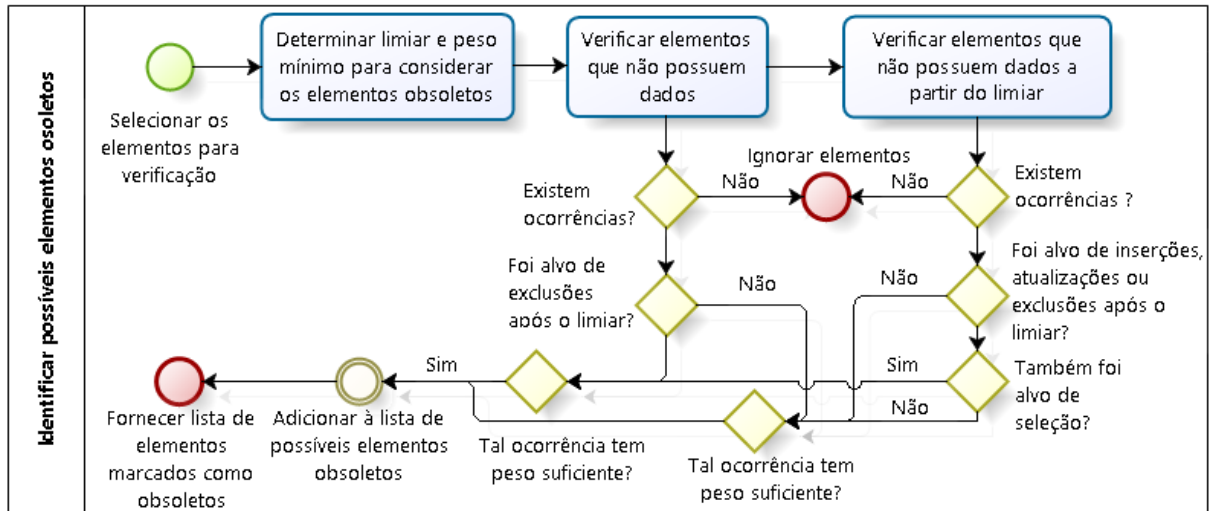 Identificar possíveis elementos osoletos
Selecionar os
elementos para
verificação
Determinar limiar e peso
mínimo para considerar
os elementos obsoletos
Verificar elementos
que não possuem
dados
Verificar elementos que
não possuem dados a
partir do limiar
Existem
ocorrências?
Não
Ignorar elementos
Não
Existem
ocorrências ?
Foi alvo de
exclusões
após o limiar?
Não
Não
Foi alvo de inserções,
atualizações ou
exclusões após o
limiar?
Sim
Sim
Não
Também foi
alvo de
seleção?
Fornecer lista de
elementos
marcados como
obsoletos
Adicionar à lista de
possíveis elementos
obsoletos
Tal ocorrência tem
peso suficiente?
Tal ocorrência tem
peso suficiente?